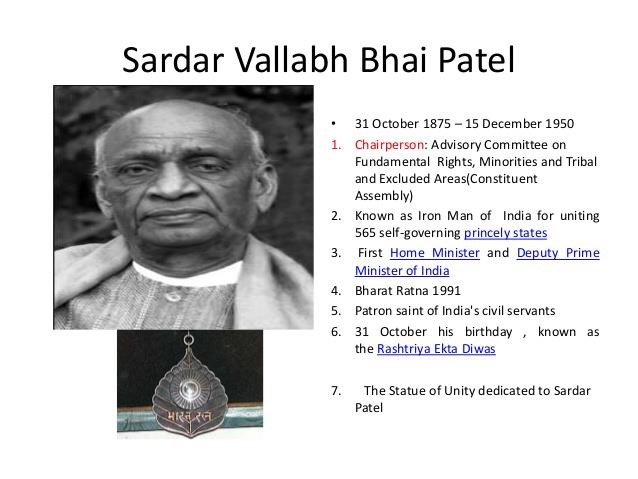 Sardar Vallabh Bhai Patel
• 31 October 1875 – 15 December 1950
1. Chairperson: Advisory Committee on
Fundamental Rights, Minorities and Tribal
and Excluded Areas(Constituent
Assembly)
2. Known as Iron Man of India for uniting
565 self-governing princely states
3. First Home Minister and Deputy Prime
Minister of India
4. Bharat Ratna 1991
5. Patron saint of India's civil servants
6. 31 October his birthday , known as
the Rashtriya Ekta Diwas
7. The Statue of Unity dedicated to Sardar
Patel
भारत रत्न